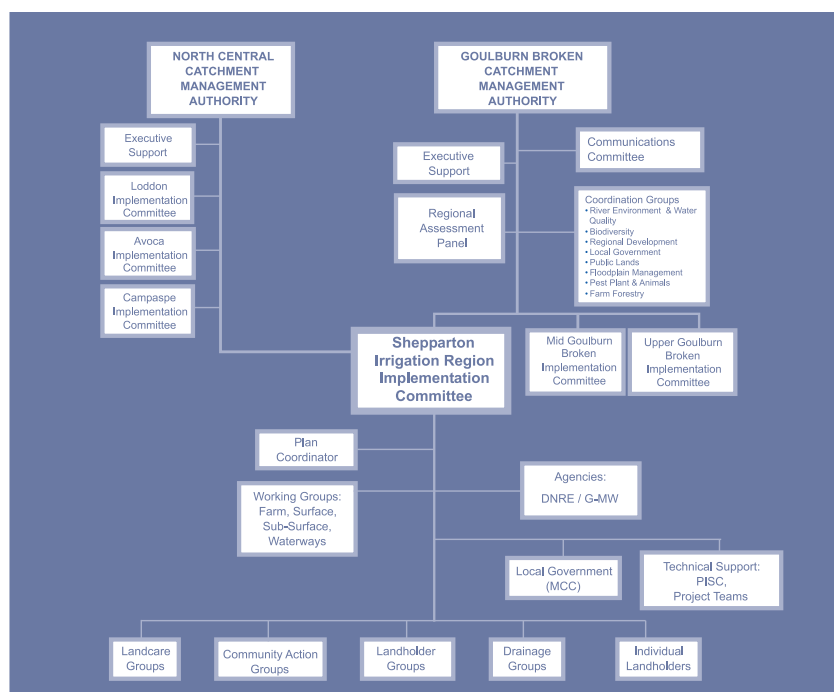 NORTH CENTRAL
CATCHMENT
MANAGEMENT
AUTHORITY
GOULBURN BROKEN
CATCHMENT
MANAGEMENT
AUTHORITY
Executive
Support
Loddon
Implementation
Committee
Avoca
Implementation
Committee
Campaspe
Implementation
Committee
Executive
Support
Regional
Assessment
Panel
Communications
Committee
Coordination Groups
• River Environment & Water
Quality
• Biodiversity
• Regional Development
• Local Government
• Public Lands
• Floodplain Management
• Pest Plant & Animals
• Farm Forestry
Shepparton
Irrigation Region
Implementation
Committee
Mid Goulburn
Broken
Implementation
Committee
Upper Goulburn
Broken
Implementation
Committee
Plan
Coordinator
Working Groups:
Farm, Surface,
Sub-Surface,
Waterways
Agencies:
DNRE / G-MW
Local Government
(MCC)
Technical Support:
PISC,
Project Teams
Landcare
Groups
Community Action
Groups
Landholder
Groups
Drainage
Groups
Individual
Landholders